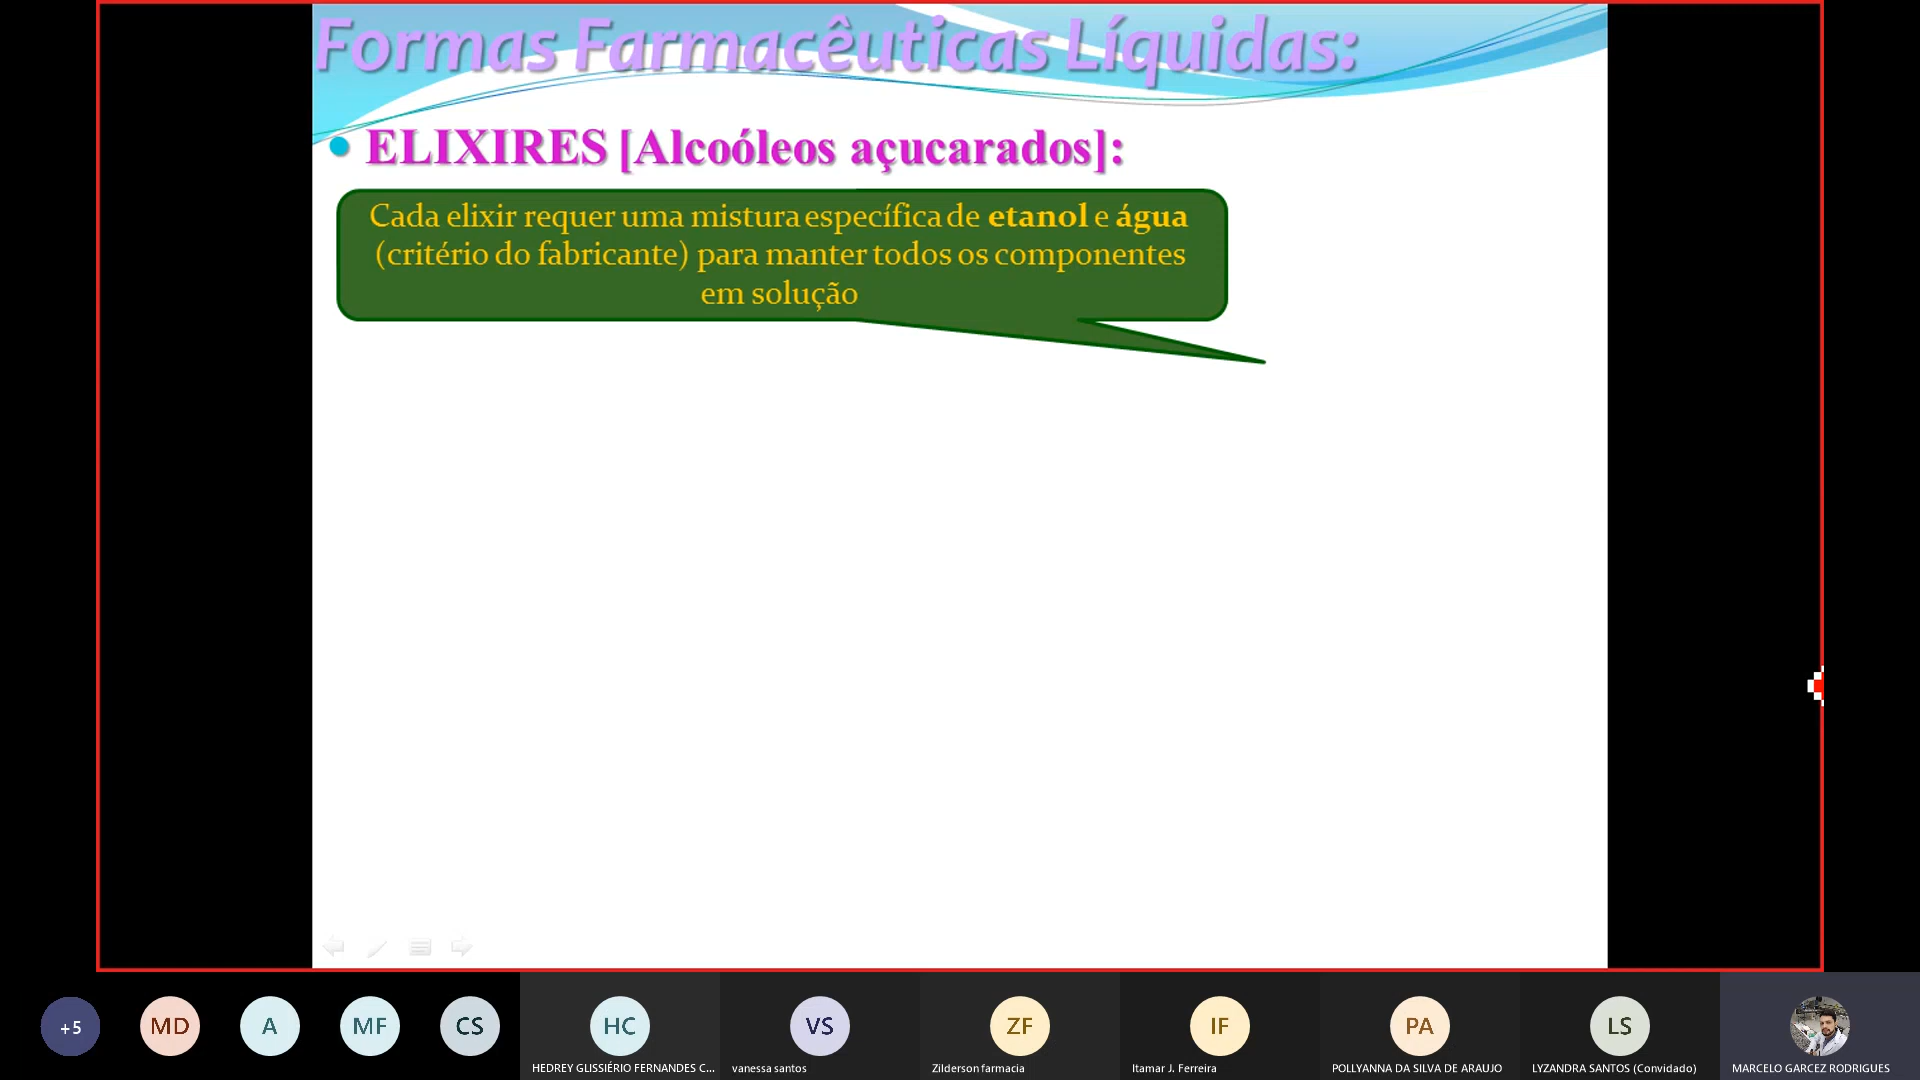 Formas Farmacêuticas Líquidas:
• ELIXIRES [Alcoóleos açucarados]:
Cada elixir requer uma mistura específica de etanol e água
(critério do fabricante) para manter todos os componentes
em solução
+5
MD
A
MF
CS
HC
VS
ZF
IF
PA
LS
HEDREY GLISSIÉRIO FERNANDES C...
vanessa santos
Zilderson farmacia
Itamar J. Ferreira
POLLYANNA DA SILVA DE ARAUJO
LYZANDRA SANTOS (Convidado)
MARCELO GARCEZ RODRIGUES